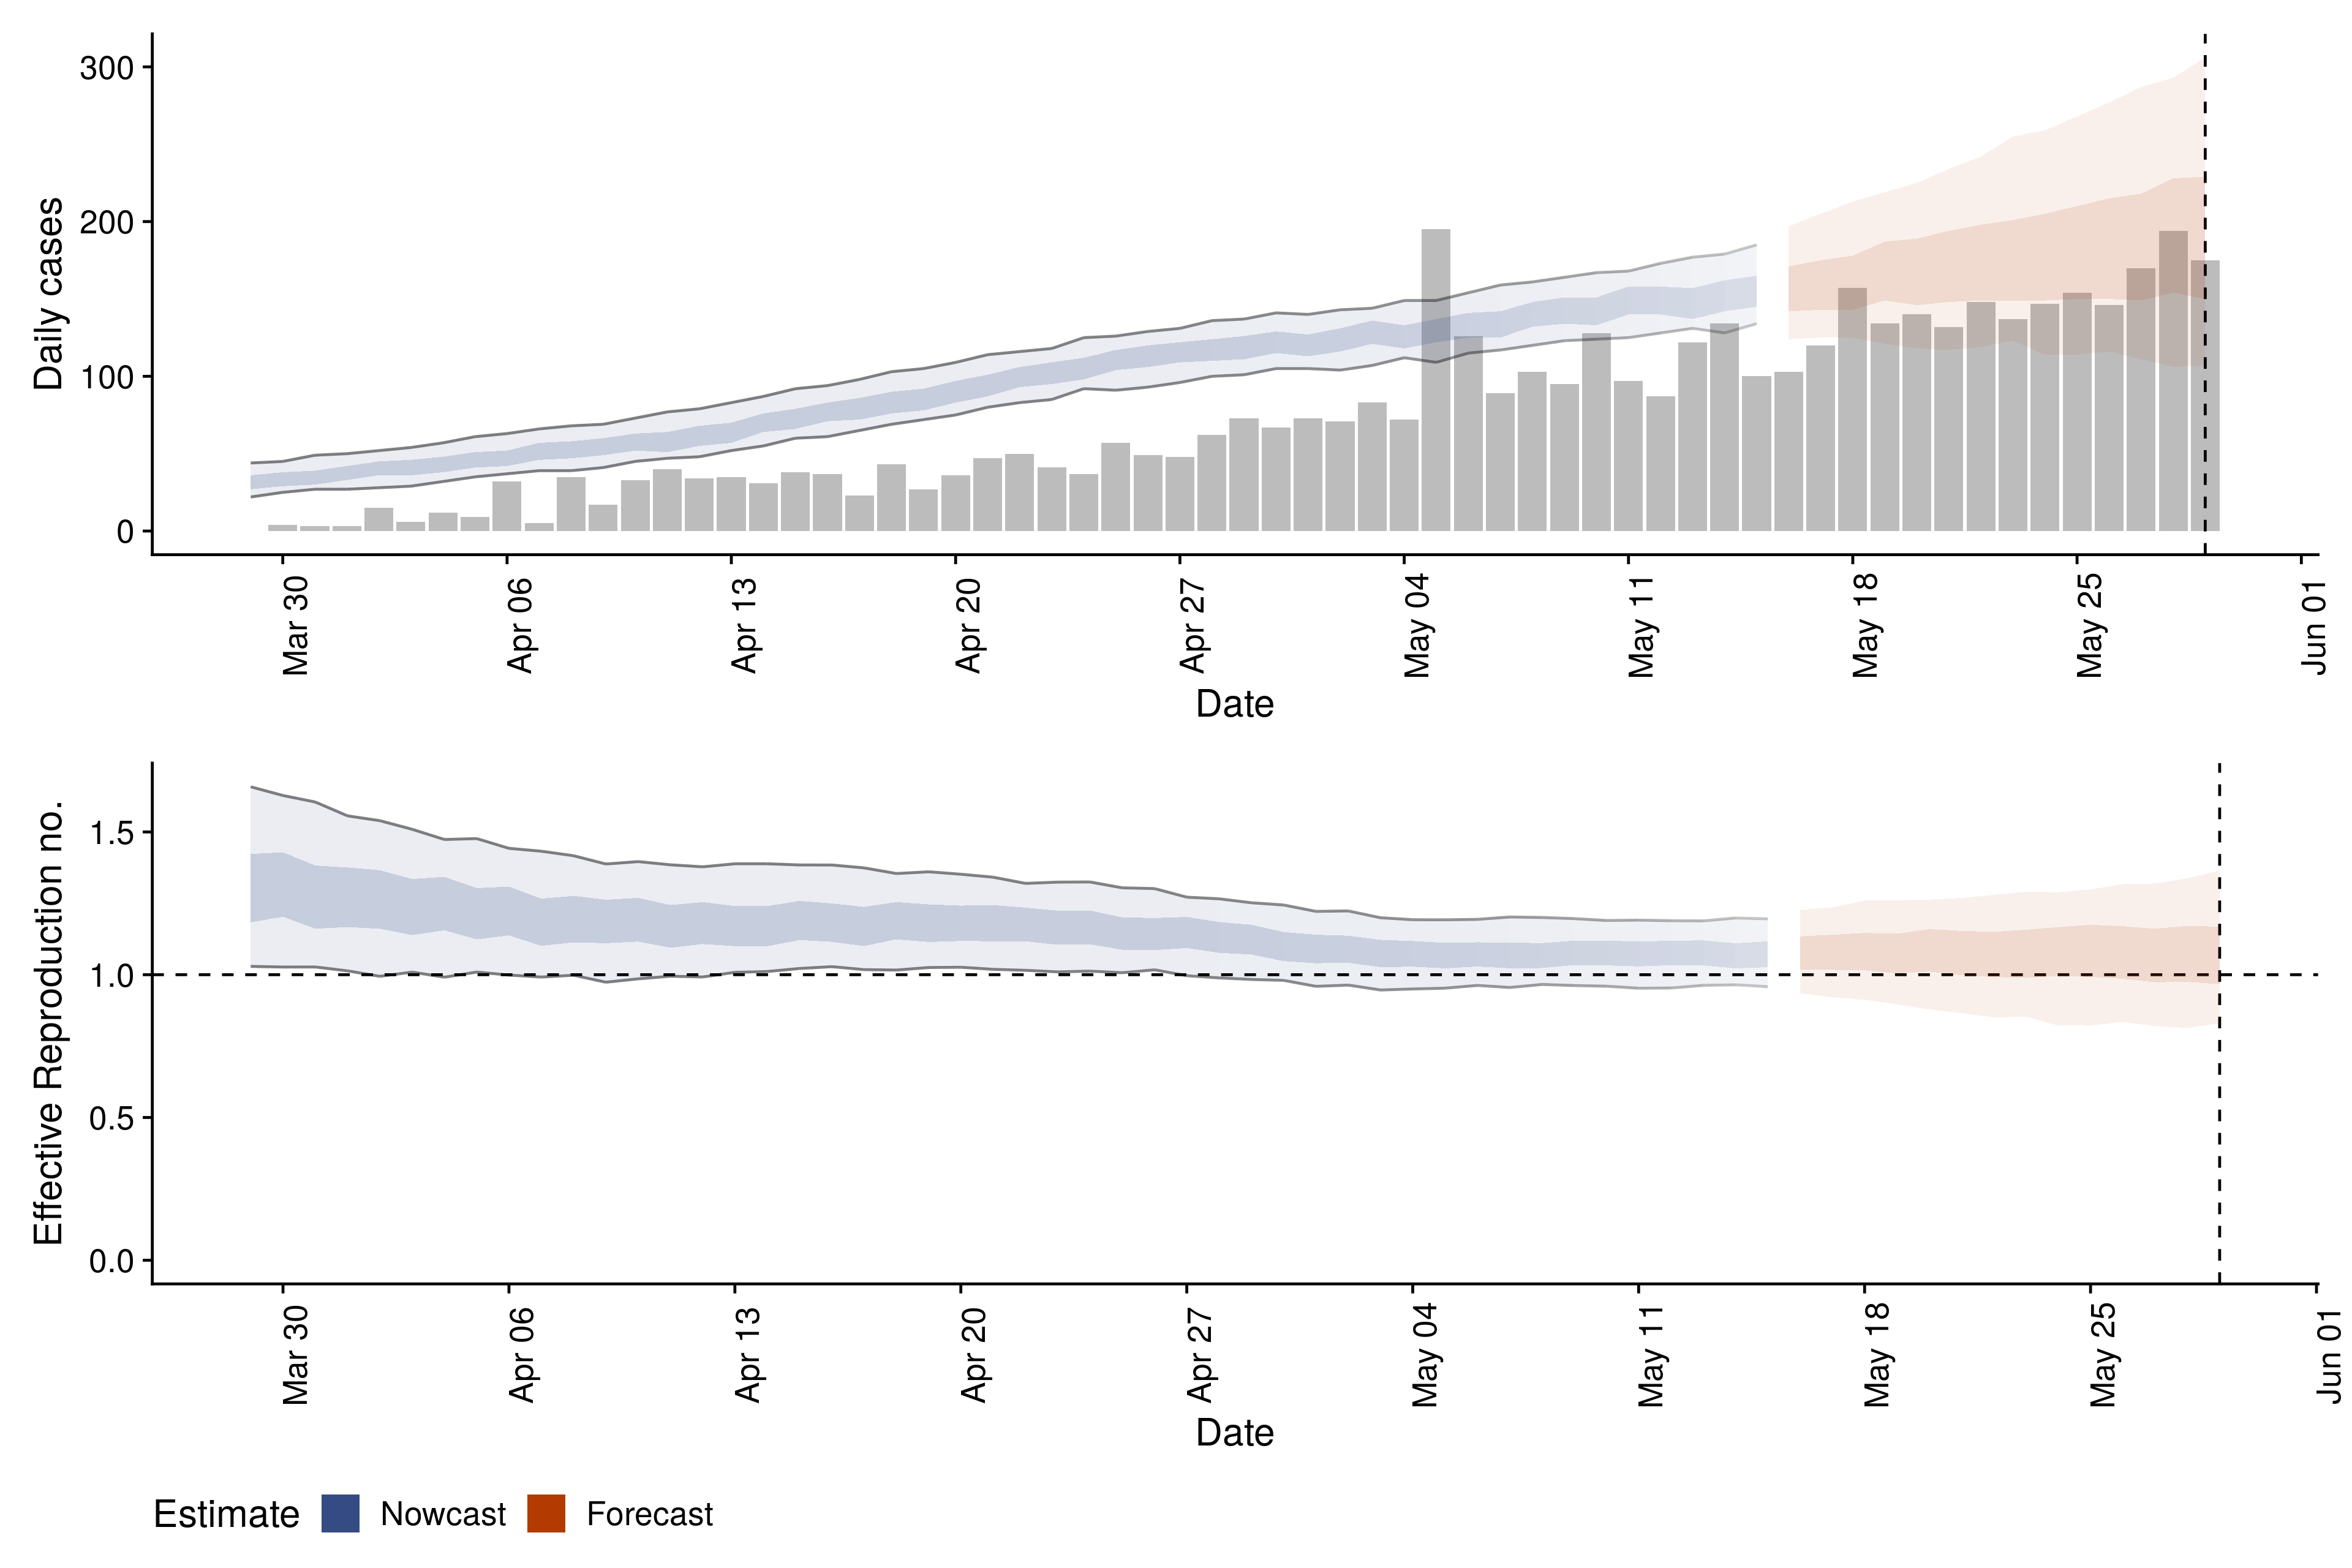 Daily cases
300
200
100
0
Mar 30
Apr 06
Apr 13
Apr 20
Apr 27
May 04
May 11
May 18
May 25
Jun 01
Date
Effective Reproduction no.
1.5
1.0
0.5
0.0
Mar 30
Apr 06
Apr 13
Apr 20
Apr 27
May 04
May 11
May 18
May 25
Jun 01
Date
Estimate Nowcast Forecast